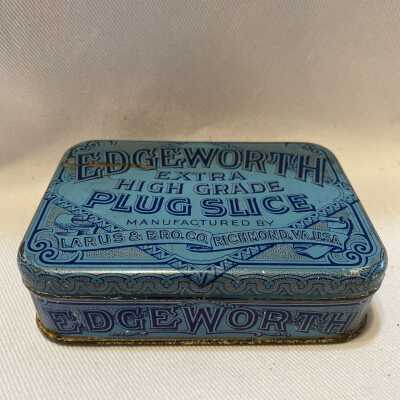 EDGEWORTH
EXTRA
HIGH GRADE
PLUG SLICE
MANUFACTURED BY
LARUS & BRO. CO. RICHMOND, VA. U.S.A.
EDGEWORTH